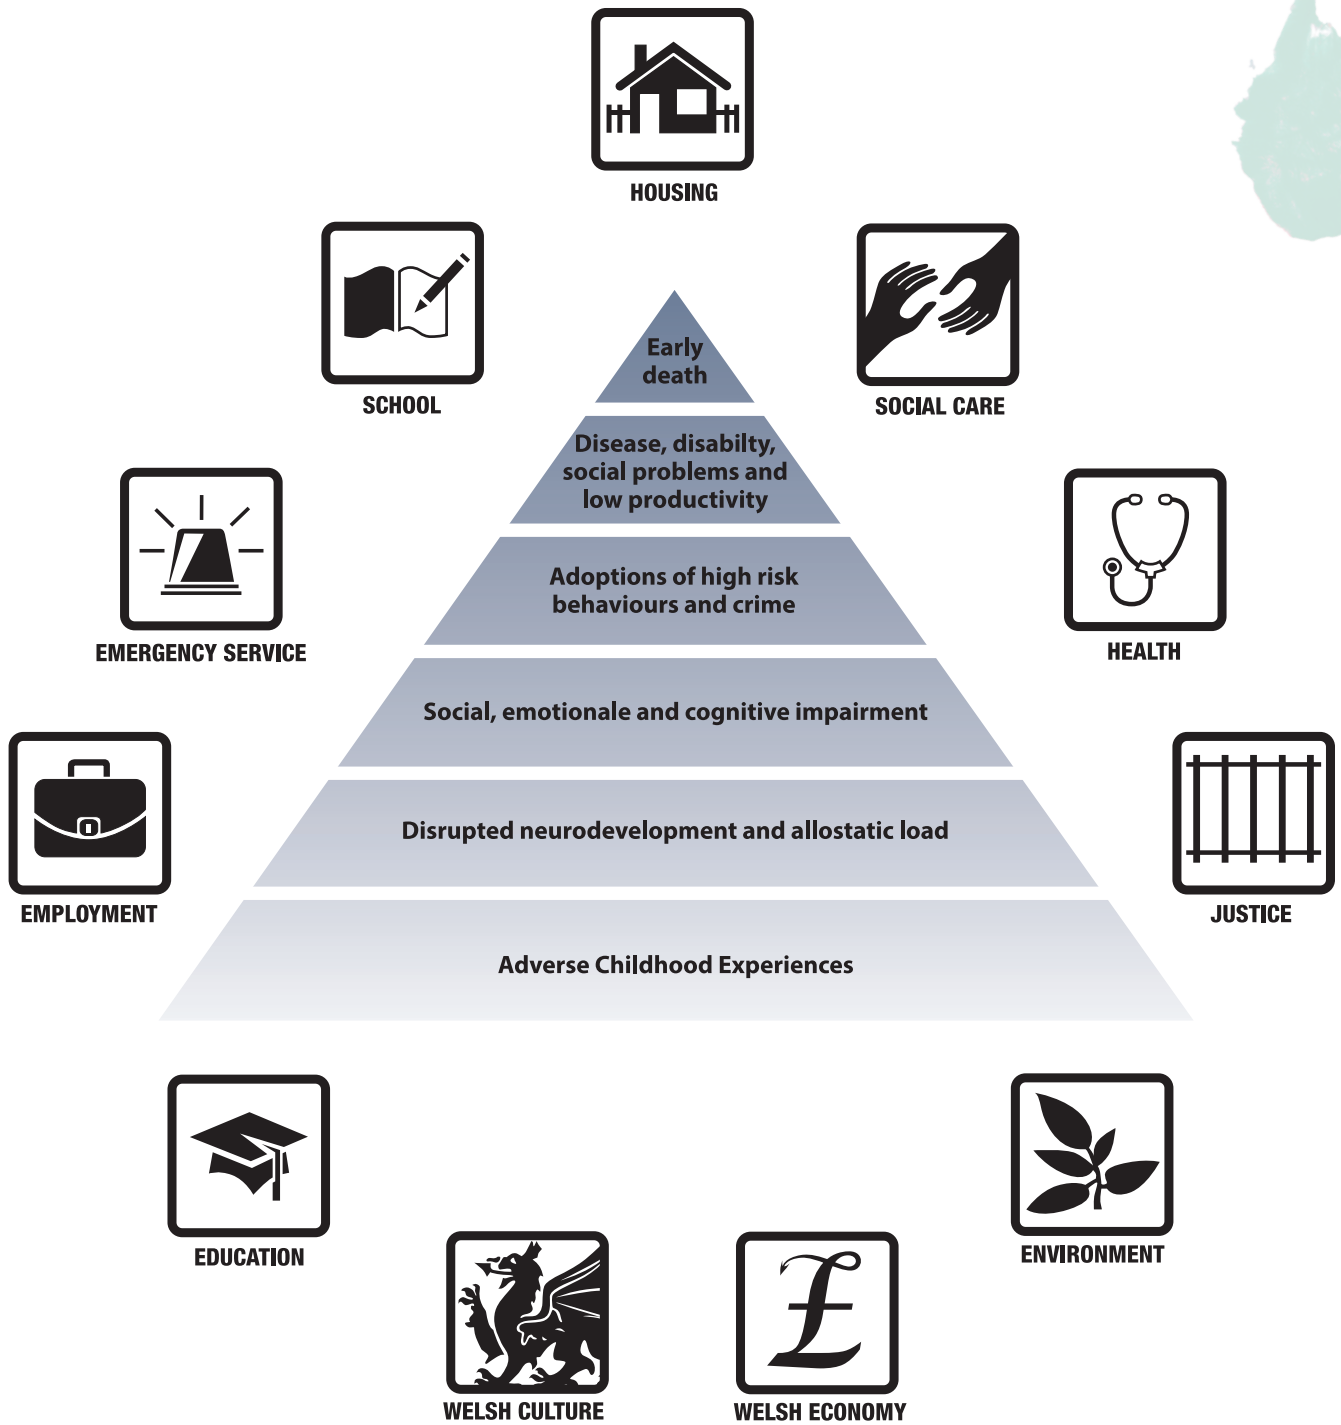 HOUSING
SCHOOL
SOCIAL CARE
Early
death
Disease, disabilty,
social problems and
low productivity
EMERGENCY SERVICE
HEALTH
Adoptions of high risk
behaviours and crime
Social, emotionale and cognitive impairment
Disrupted neurodevelopment and allostatic load
EMPLOYMENT
JUSTICE
Adverse Childhood Experiences
EDUCATION
ENVIRONMENT
WELSH CULTURE
£
WELSH ECONOMY